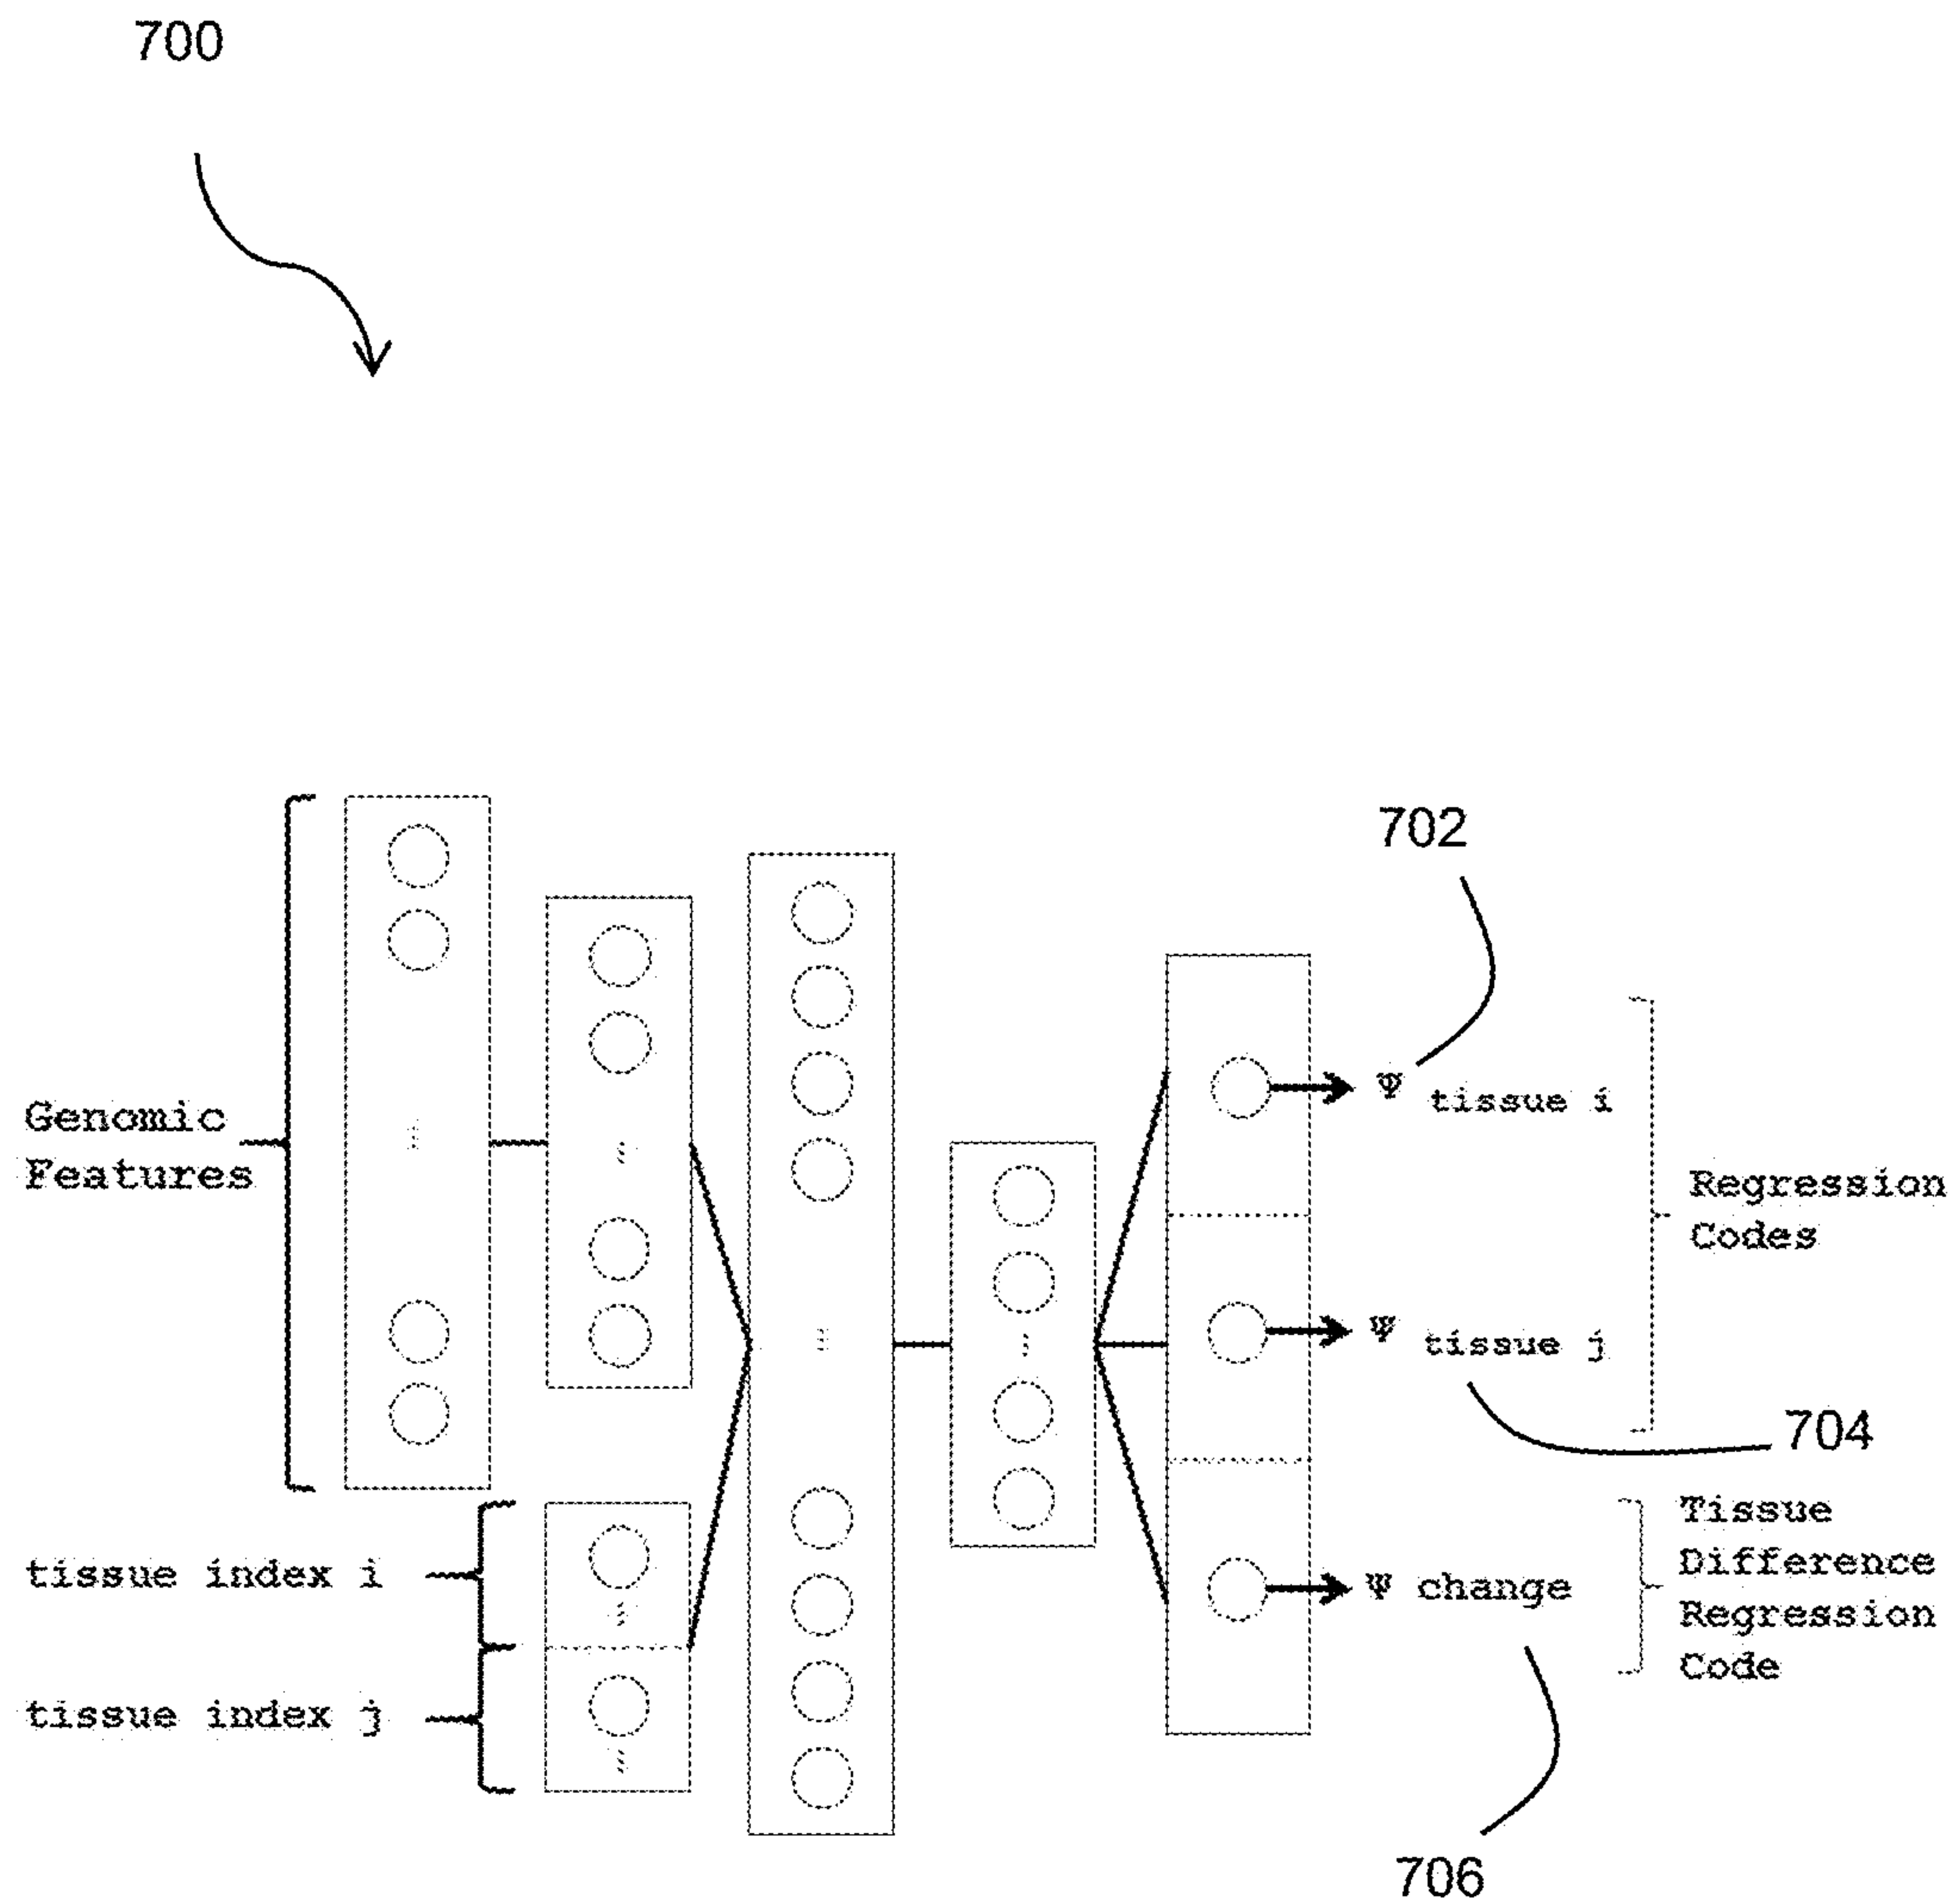 700
702
Genomic
Features
Ψ tissue i
Ψ tissue j
Regression
Codes
704
tissue index i
tissue index j
Ψ change
Tissue
Difference
Regression
Code
706